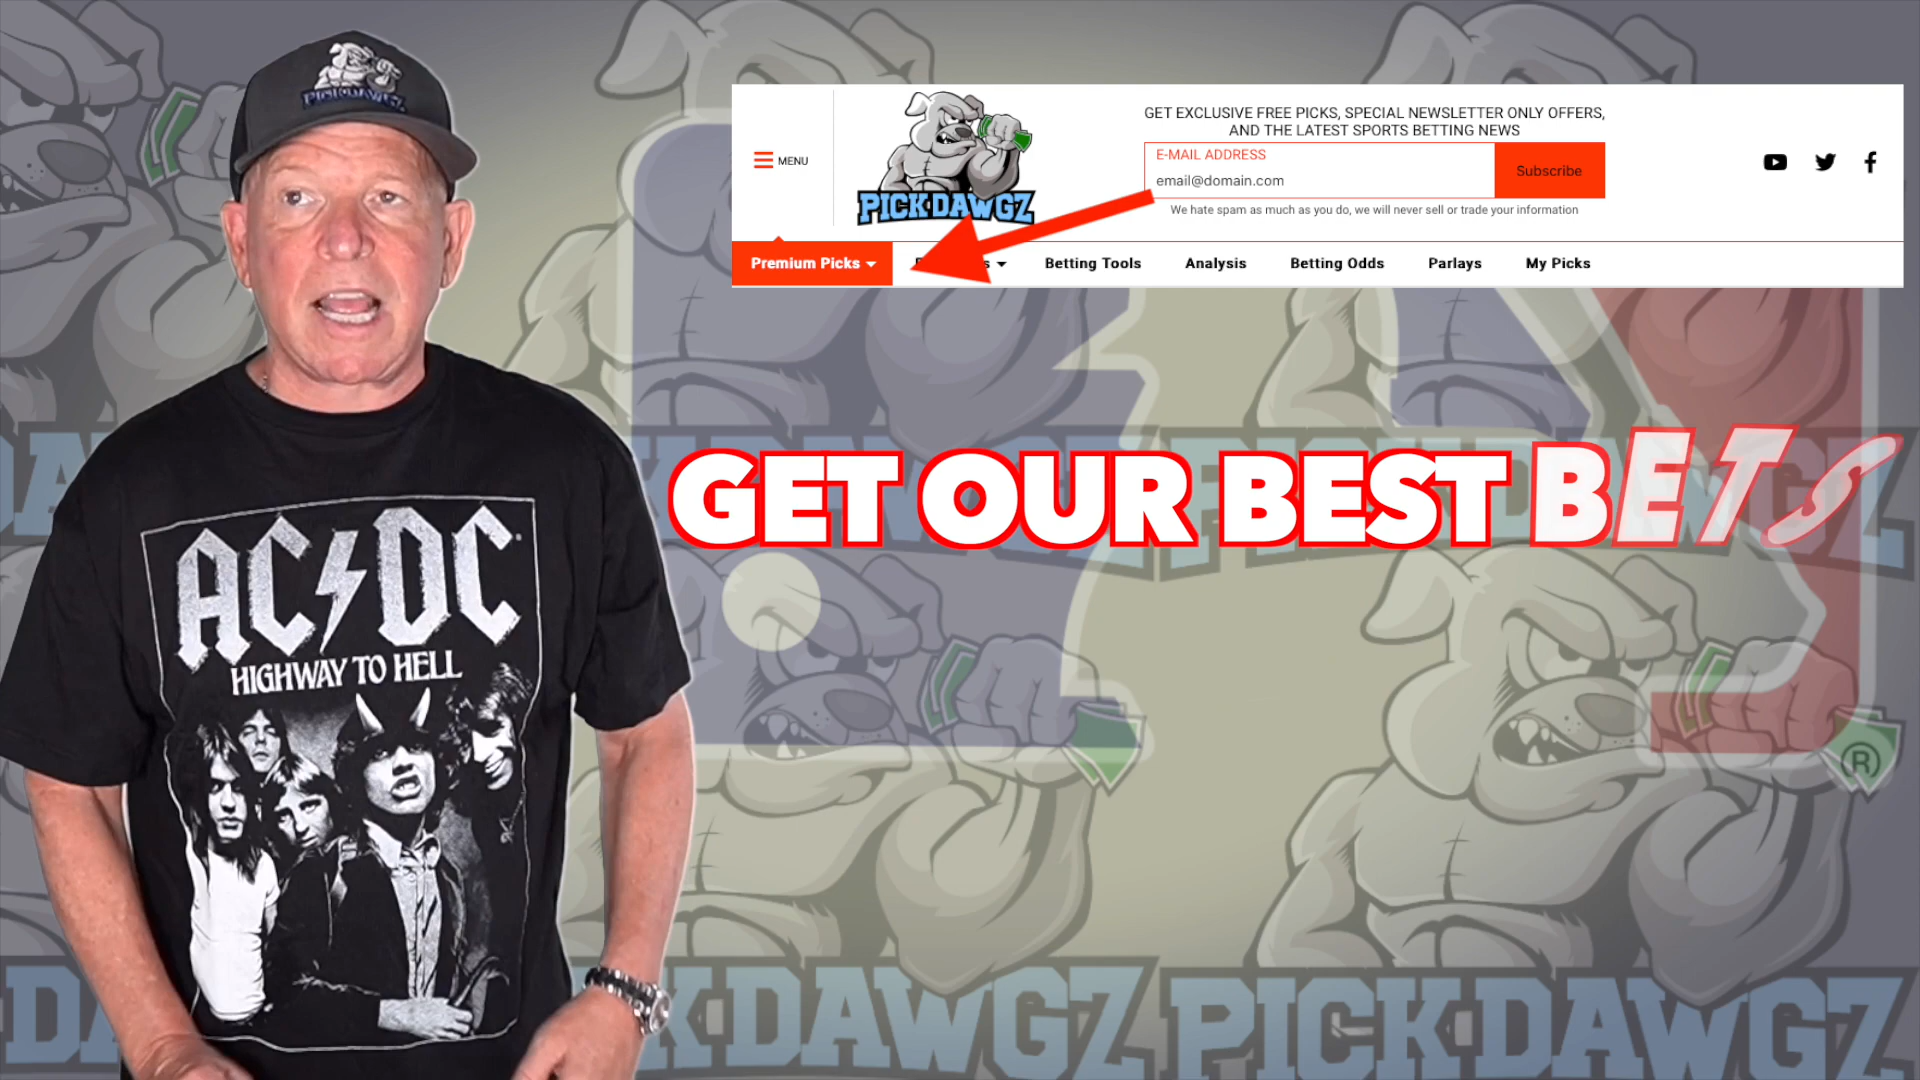 PICKDAWGZ
MENU
PICKDAWGZ
GET EXCLUSIVE FREE PICKS, SPECIAL NEWSLETTER ONLY OFFERS,
AND THE LATEST SPORTS BETTING NEWS
E-MAIL ADDRESS
email@domain.com
Subscribe
We hate spam as much as you do, we will never sell or trade your information
Premium Picks
Betting Tools
Analysis
Betting Odds
Parlays
My Picks
GET OUR BEST BETS
AC DC
HIGHWAY TO HELL
PICKDAWGZ
PICKDAWGZ
®